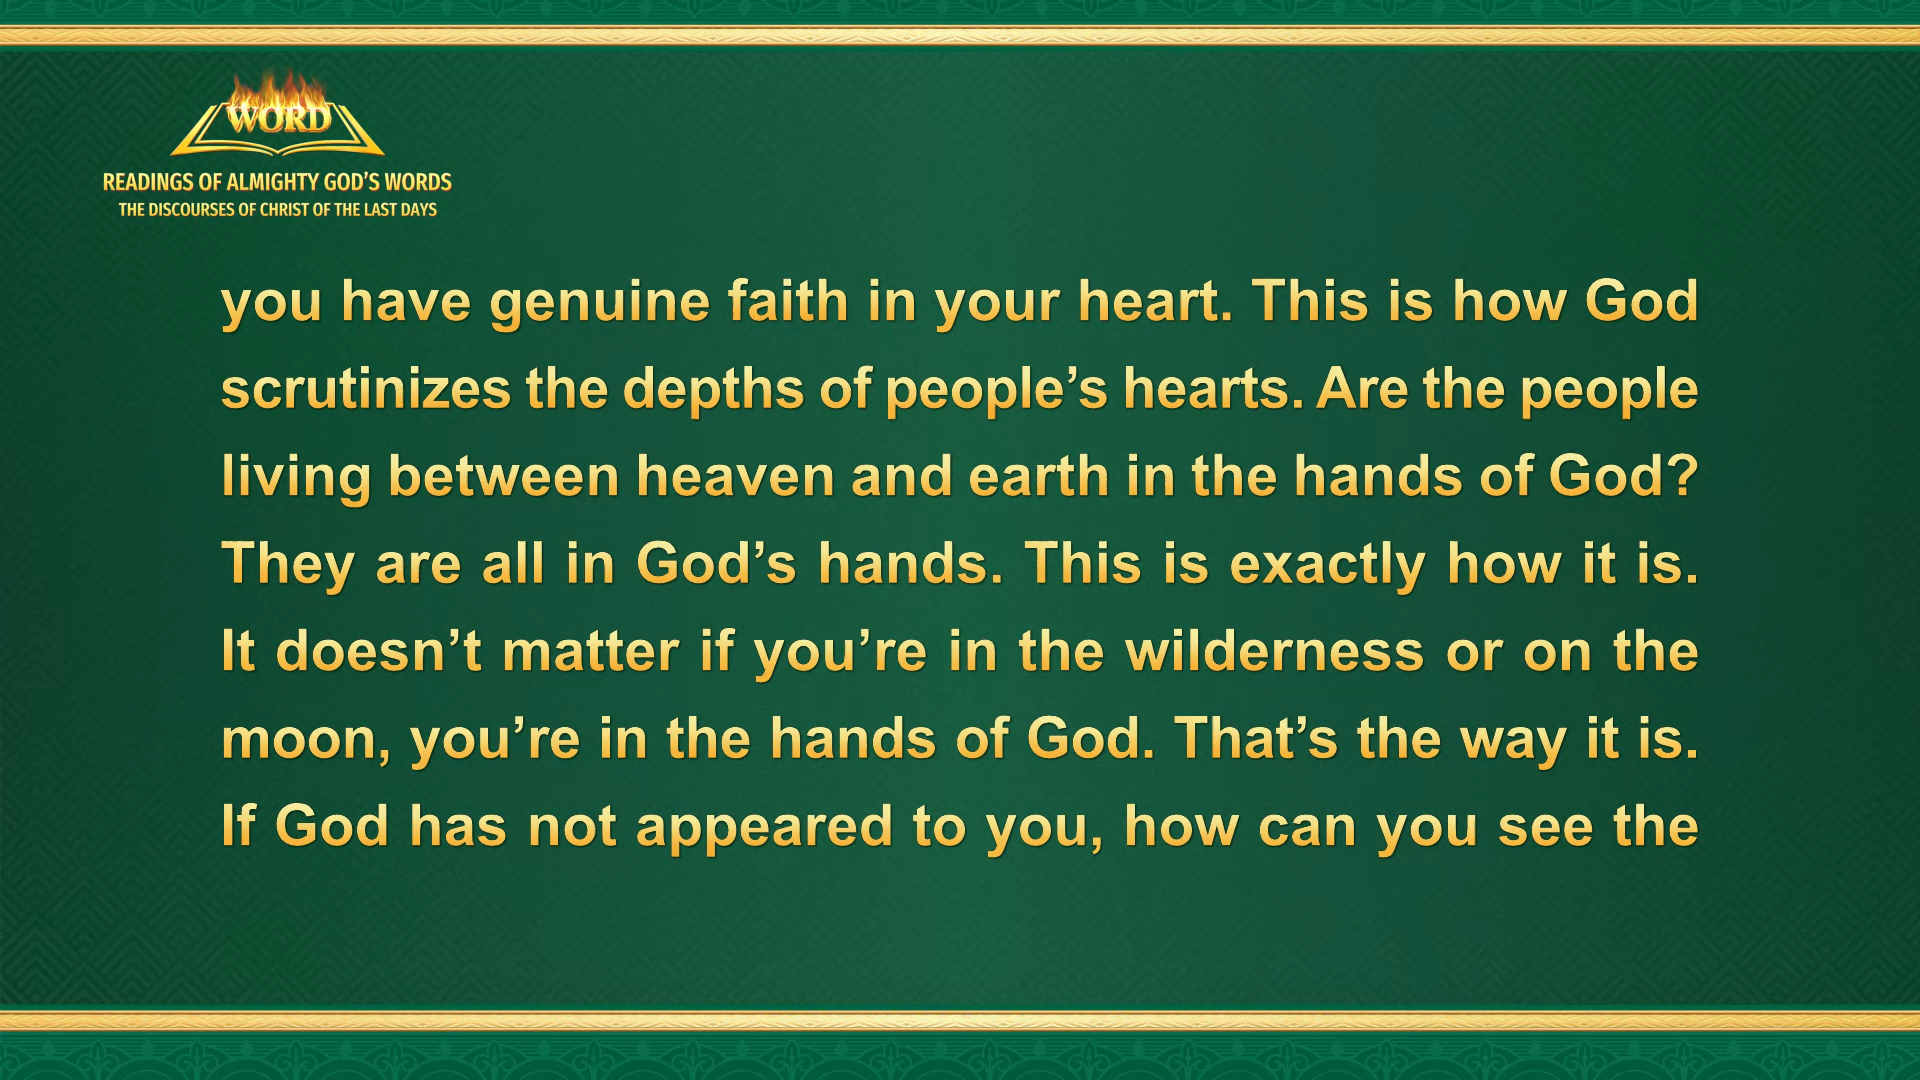 WORD
READINGS OF ALMIGHTY GOD’S WORDS
THE DISCOURSES OF CHRIST OF THE LAST DAYS
you have genuine faith in your heart. This is how God
scrutinizes the depths of people’s hearts. Are the people
living between heaven and earth in the hands of God?
They are all in God’s hands. This is exactly how it is.
It doesn’t matter if you’re in the wilderness or on the
moon, you’re in the hands of God. That’s the way it is.
If God has not appeared to you, how can you see the